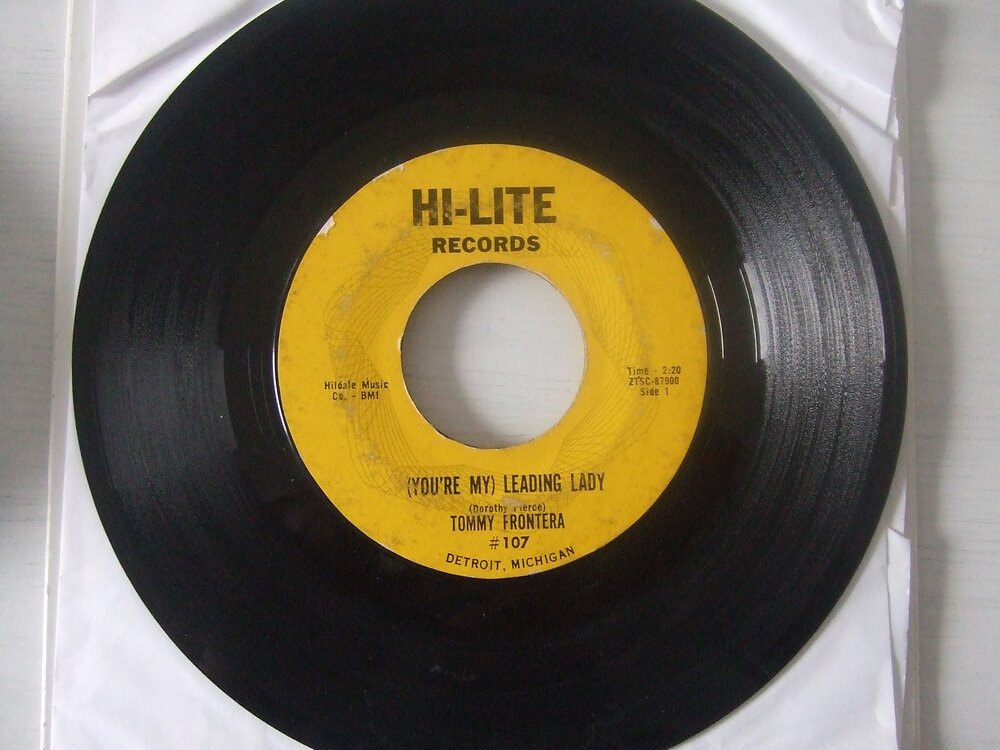 HI-LITE
RECORDS
Hildale Music
Co. - BMI
Time - 2:20
ZTSC-87900
Side 1
(YOU'RE MY) LEADING LADY
(Dorothy Pierce)
TOMMY FRONTERA
#107
DETROIT, MICHIGAN